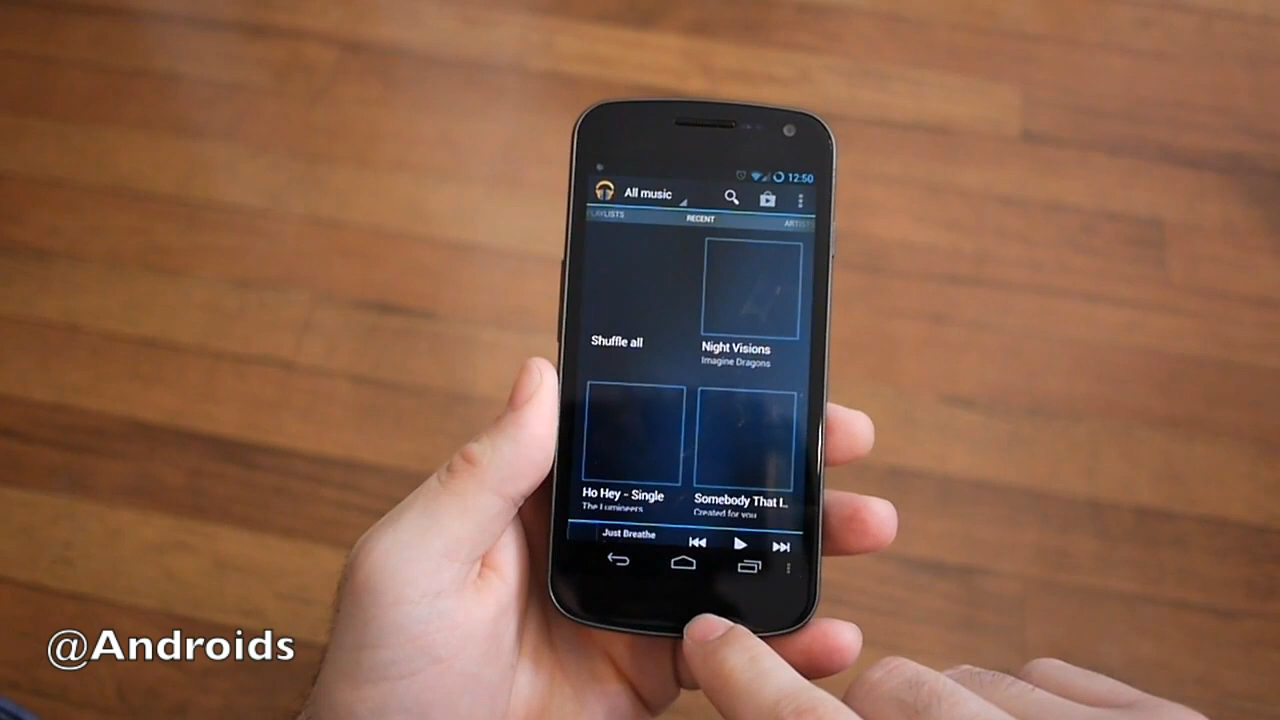 12:50
All music
LAYLISTS RECENT ARTIST
Shuffle all
Night Visions
Imagine Dragons
Ho Hey - Single
The Lumineers
Somebody That I..
Created for you
Just Breathe
@Androids